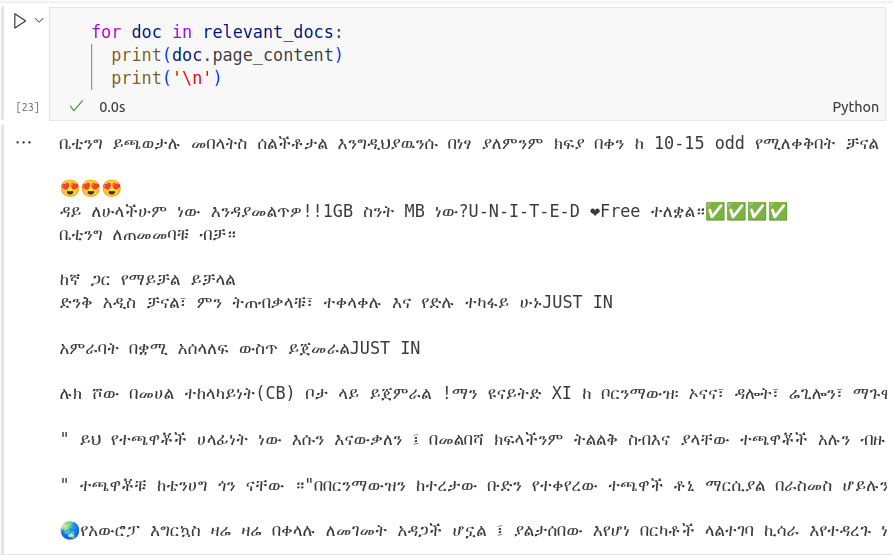 for doc in relevant_docs:
print(doc.page_content)
print('\n')
[23]
0.0s
Python
ቤቲንግ ይጫወታሉ መበላትስ ሰልችቶታል እንግዲህያዉንሱ በነፃ ያለምንም ክፍያ በቀን ከ 10-15 odd የሚለቀቅበት ቻናል
😍😍😍
ዳይ ለሁላችሁም ነው እንዳያመልጥዎ!!1GB ስንት MB ነው?U-N-I-T-E-D ❤Free ተለቋል።✅✅✅✅
ቤቲንግ ለጠመመባቹ ብቻ።
ከኛ ጋር የማይቻል ይቻላል
ድንቅ አዲስ ቻናል፣ ምን ትጠብቃላቹ፣ ተቀላቀሉ እና የድሉ ተካፋይ ሁኑJUST IN
አምራባት በቋሚ አሰላለፍ ውስጥ ይጀመራልJUST IN
ሉክ ሾው በመሀል ተከላካይነት(CB) ቦታ ላይ ይጀምራል !ማን ዩናይትድ XI ከ ቦርንማውዝ፡ ኦናና፣ ዳሎት፣ ሬጊሎን፣
" ይህ የተጫዋቾች ሀላፊነት ነው እሱን እናውቃለን ፤ በመልበሻ ክፍላችንም ትልልቅ ስብእና ያላቸው ተጫዋቾች አሉን ብዙ
" ተጫዋቾቹ ከቴንሀግ ጎን ናቸው ።"በበርንማውዝን ከተረታው ቡድን የተቀየረው ተጫዋች ቶኒ ማርሲያል በራስመስ ሆይሉን
🌏የአውሮፓ እግርኳስ ዛሬ ዛሬ በቀላሉ ለመገመት አዳጋች ሆኗል ፤ ያልታሰበው እየሆነ በርካቶች ላልተገባ ኪሳራ እየተዳረጉ